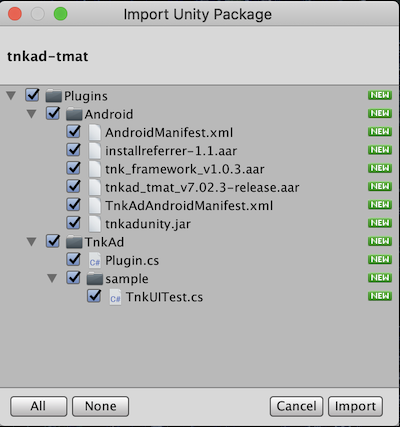 Import Unity Package
tnkad-tmat
Plugins NEW
Android NEW
AndroidManifest.xml NEW
installreferrer-1.1.aar NEW
tnk_framework_v1.0.3.aar NEW
tnkad_tmat_v7.02.3-release.aar NEW
TnkAdAndroidManifest.xml NEW
tnkadunity.jar NEW
TnkAd NEW
C# Plugin.cs NEW
sample NEW
C# TnkUITest.cs NEW
All None Cancel Import